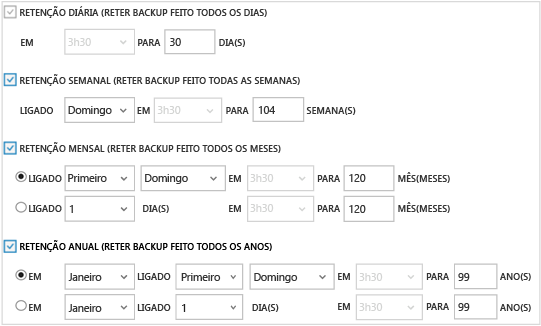 RETENÇÃO DIÁRIA (RETER BACKUP FEITO TODOS OS DIAS)
EM 3h30 PARA 30 DIA(S)
RETENÇÃO SEMANAL (RETER BACKUP FEITO TODAS AS SEMANAS)
LIGADO Domingo EM 3h30 PARA 104 SEMANA(S)
RETENÇÃO MENSAL (RETER BACKUP FEITO TODOS OS MESES)
LIGADO Primeiro Domingo EM 3h30 PARA 120 MÊS(MESES)
LIGADO 1 DIA(S) EM 3h30 PARA 120 MÊS(MESES)
RETENÇÃO ANUAL (RETER BACKUP FEITO TODOS OS ANOS)
EM Janeiro LIGADO Primeiro Domingo EM 3h30 PARA 99 ANO(S)
EM Janeiro LIGADO 1 DIA(S) EM 3h30 PARA 99 ANO(S)